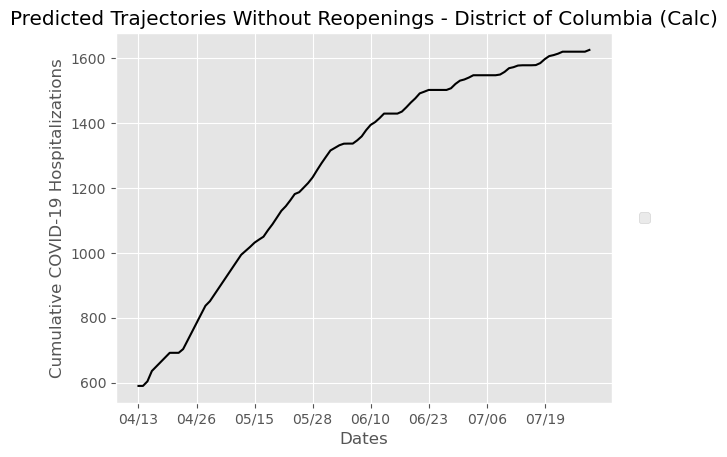 Predicted Trajectories Without Reopenings - District of Columbia (Calc)
Cumulative COVID-19 Hospitalizations
1600
1400
1200
1000
800
600
04/13 04/26 05/15 05/28 06/10 06/23 07/06 07/19
Dates